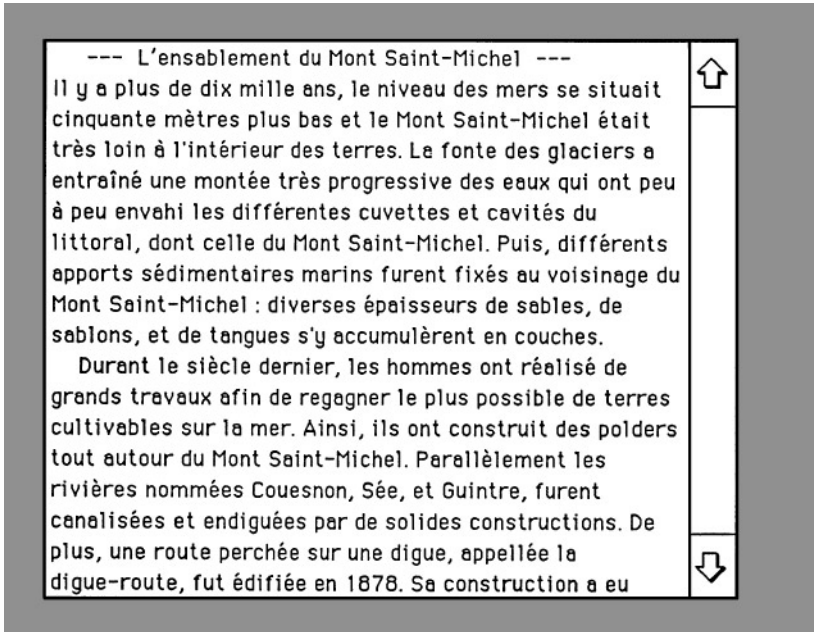 --- L'ensablement du Mont Saint-Michel ---
Il y a plus de dix mille ans, le niveau des mers se situait
cinquante mètres plus bas et le Mont Saint-Michel était
très loin à l'intérieur des terres. La fonte des glaciers a
entraîné une montée très progressive des eaux qui ont peu
à peu envahi les différentes cuvettes et cavités du
littoral, dont celle du Mont Saint-Michel. Puis, différents
apports sédimentaires marins furent fixés au voisinage du
Mont Saint-Michel : diverses épaisseurs de sables, de
sablons, et de tangues s'y accumulèrent en couches.
Durant le siècle dernier, les hommes ont réalisé de
grands travaux afin de regagner le plus possible de terres
cultivables sur la mer. Ainsi, ils ont construit des polders
tout autour du Mont Saint-Michel. Parallèlement les
rivières nommées Couesnon, Sée, et Guintre, furent
canalisées et endiguées par de solides constructions. De
plus, une route perchée sur une digue, appellée la
digue-route, fut édifiée en 1878. Sa construction a eu